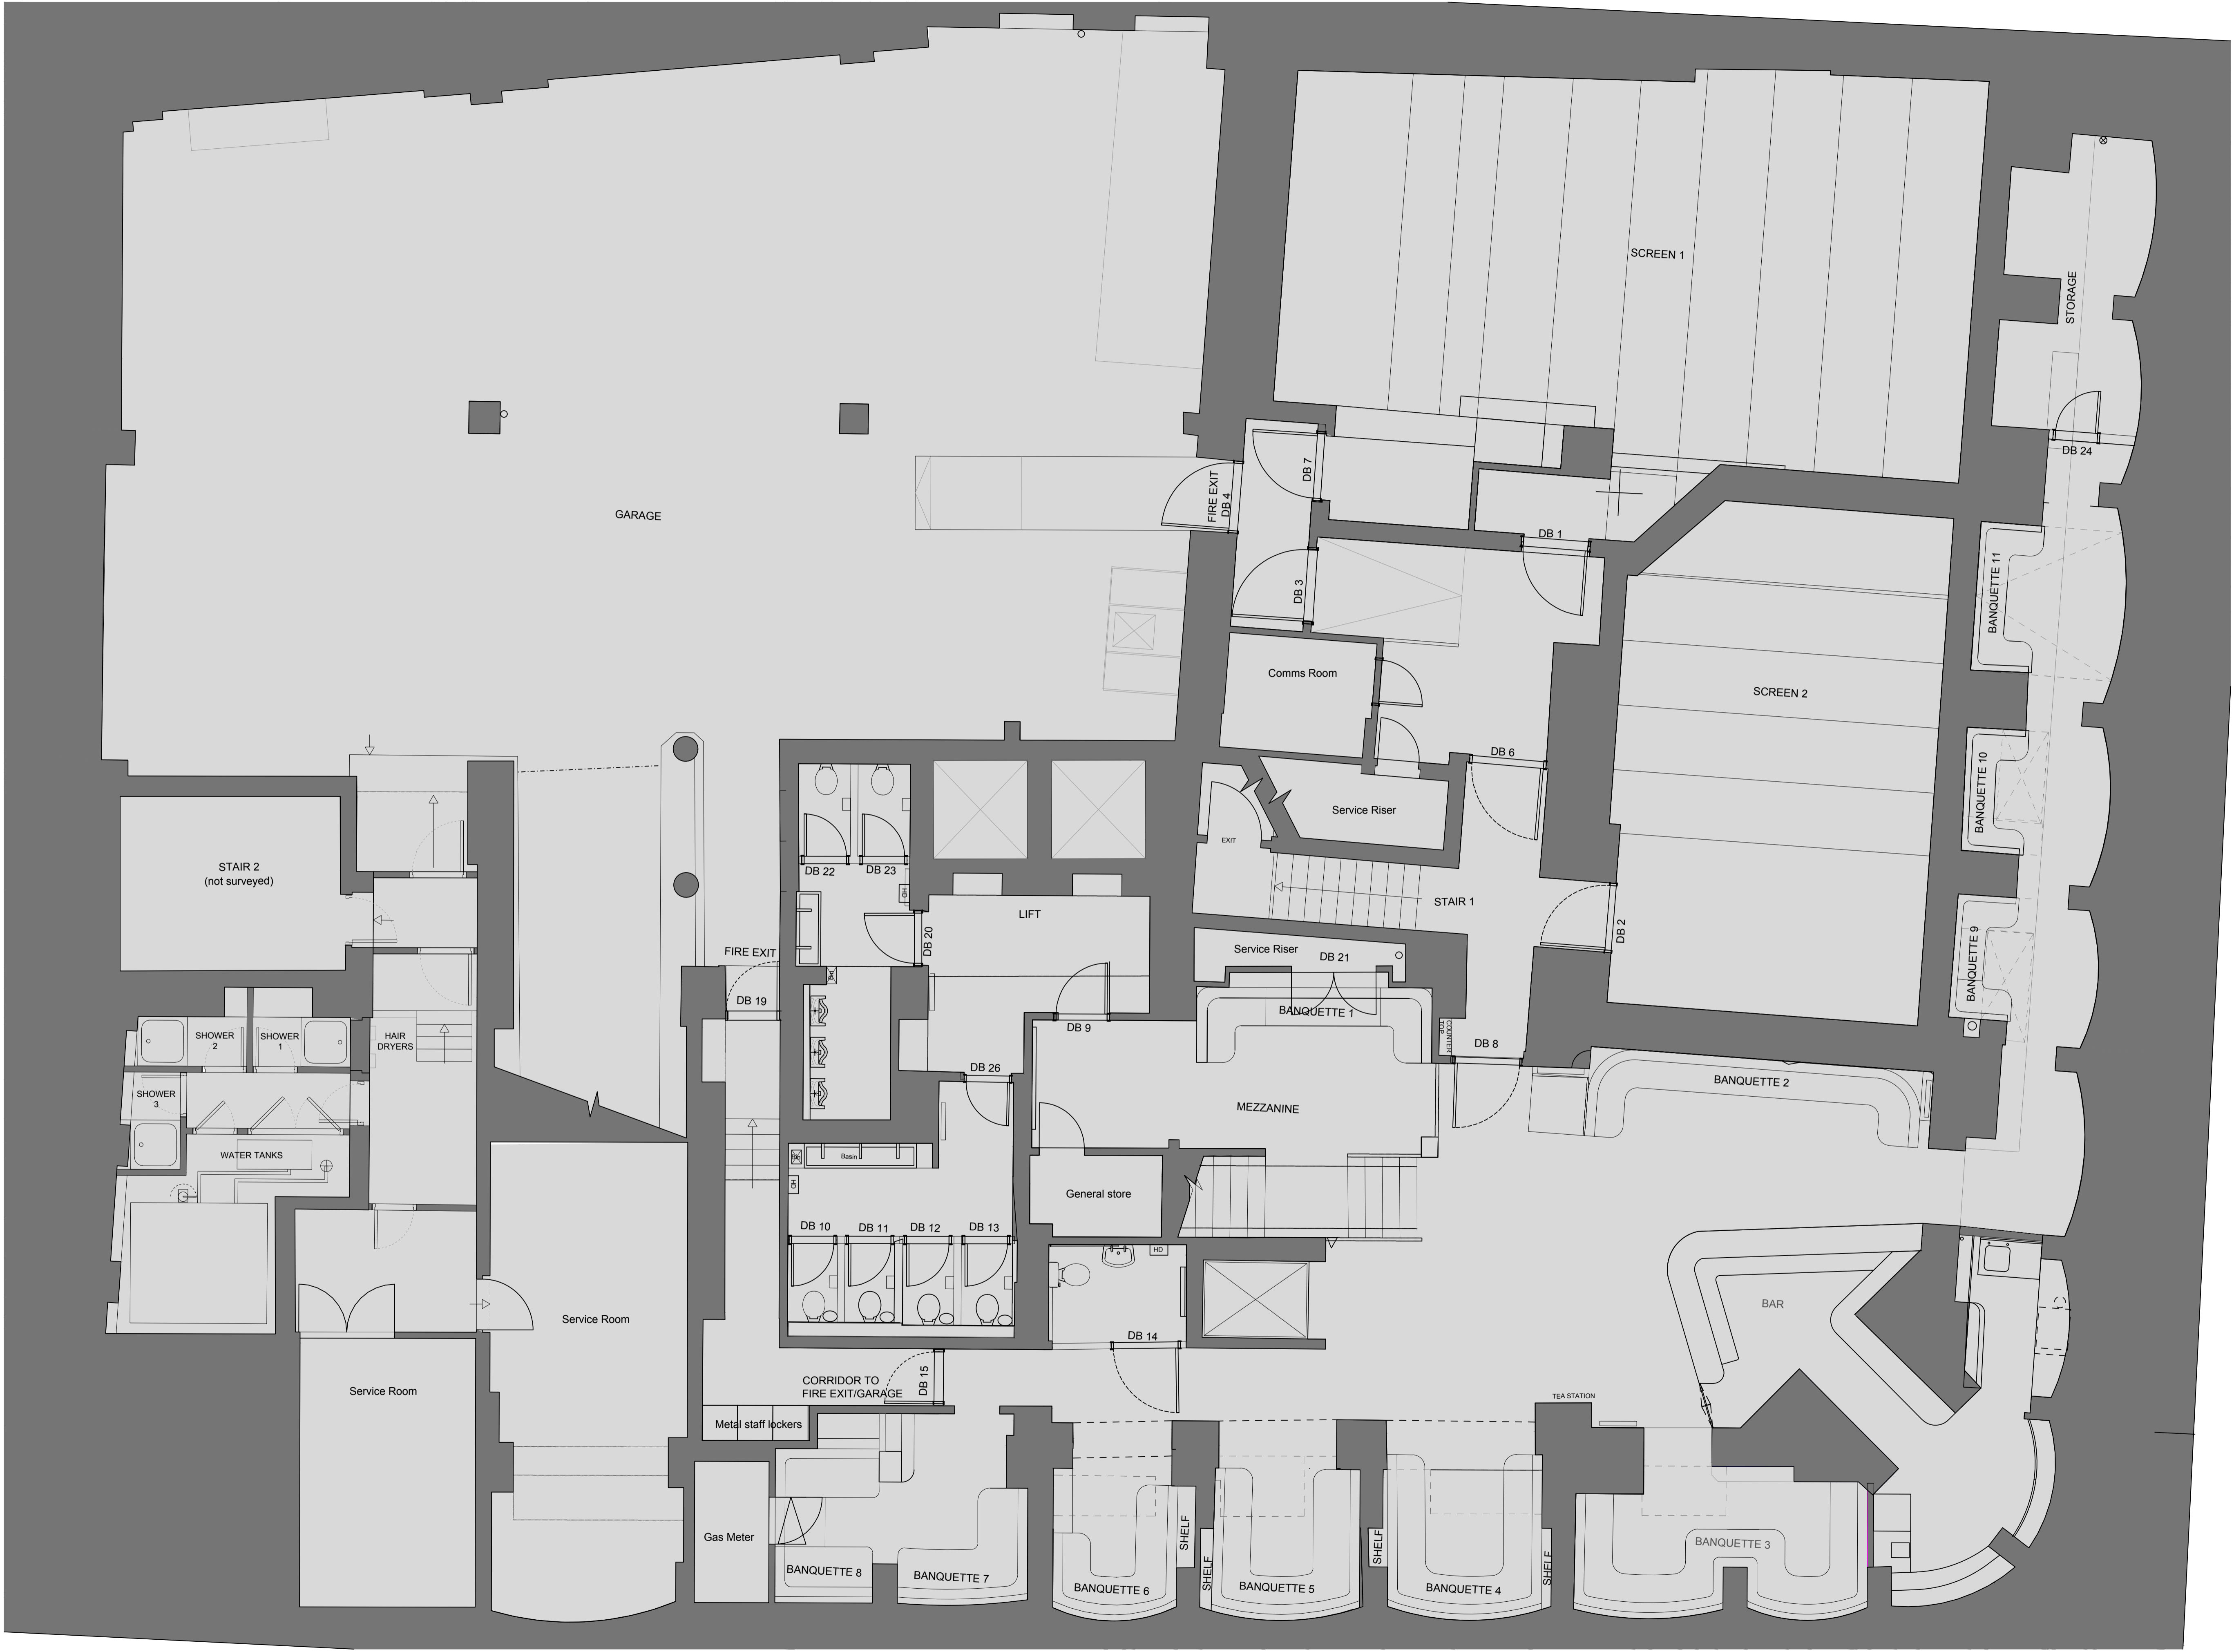 SCREEN 1
STORAGE
DB 24
FIRE EXIT
DB 4
DB 7
GARAGE
DB 1
DB 3
BANQUETTE 11
Comms Room
SCREEN 2
DB 6
BANQUETTE 10
Service Riser
EXIT
STAIR 2
(not surveyed)
DB 22
DB 23
HD
STAIR 1
LIFT
DB 20
DB 2
FIRE EXIT
Service Riser
DB 21
BANQUETTE 9
DB 19
BANQUETTE 1
DB 9
COUNTER
TOP
DB 8
SHOWER
2
SHOWER
1
HAIR
DRYERS
DB 26
BANQUETTE 2
SHOWER
3
MEZZANINE
WATER TANKS
Basin
HD
General store
DB 10
DB 11
DB 12
DB 13
HD
BAR
Service Room
DB 14
CORRIDOR TO
FIRE EXIT/GARAGE
DB 15
Service Room
TEA STATION
Metal staff lockers
Gas Meter
BANQUETTE 8
BANQUETTE 7
BANQUETTE 6
SHELF
SHELF
BANQUETTE 5
SHELF
BANQUETTE 4
SHELF
BANQUETTE 3